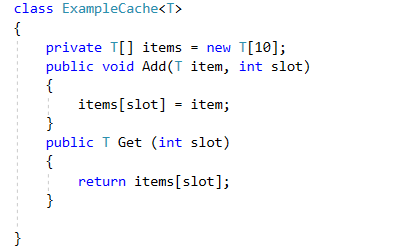 class ExampleCache<T>
{
    private T[] items = new T[10];
    public void Add(T item, int slot)
    {
        items[slot] = item;
    }
    public T Get (int slot)
    {
        return items[slot];
    }

}